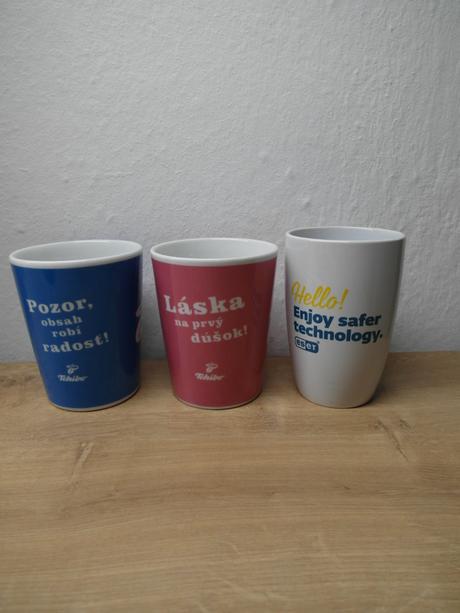 Pozor,
obsah
robí
radost!
Tchibo
Láska
na prvý
dúšok!
Tchibo
Hello!
Enjoy safer
technology.
eset